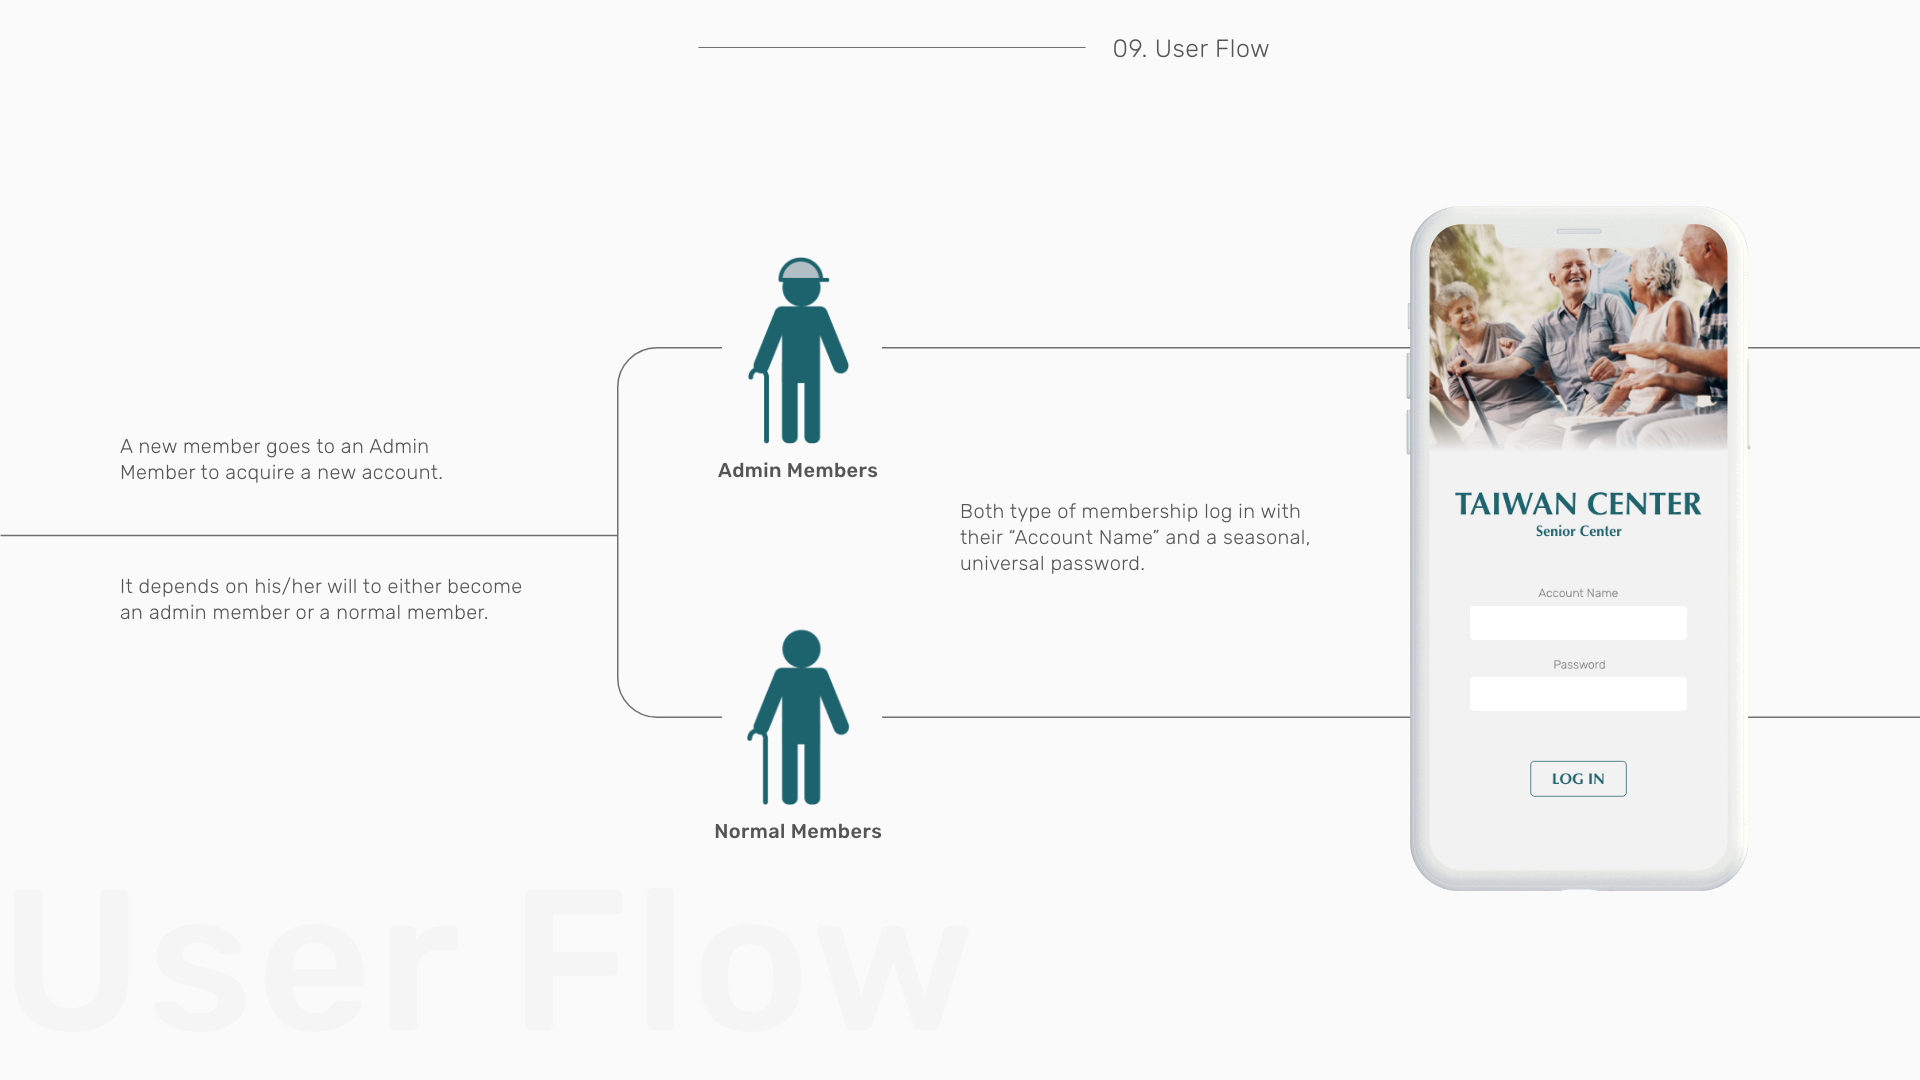 09. User Flow
A new member goes to an Admin
Member to acquire a new account.
It depends on his/her will to either become
an admin member or a normal member.
Admin Members
Normal Members
Both type of membership log in with
their “Account Name” and a seasonal,
universal password.
TAIWAN CENTER
Senior Center
Account Name
Password
LOG IN
User Flow